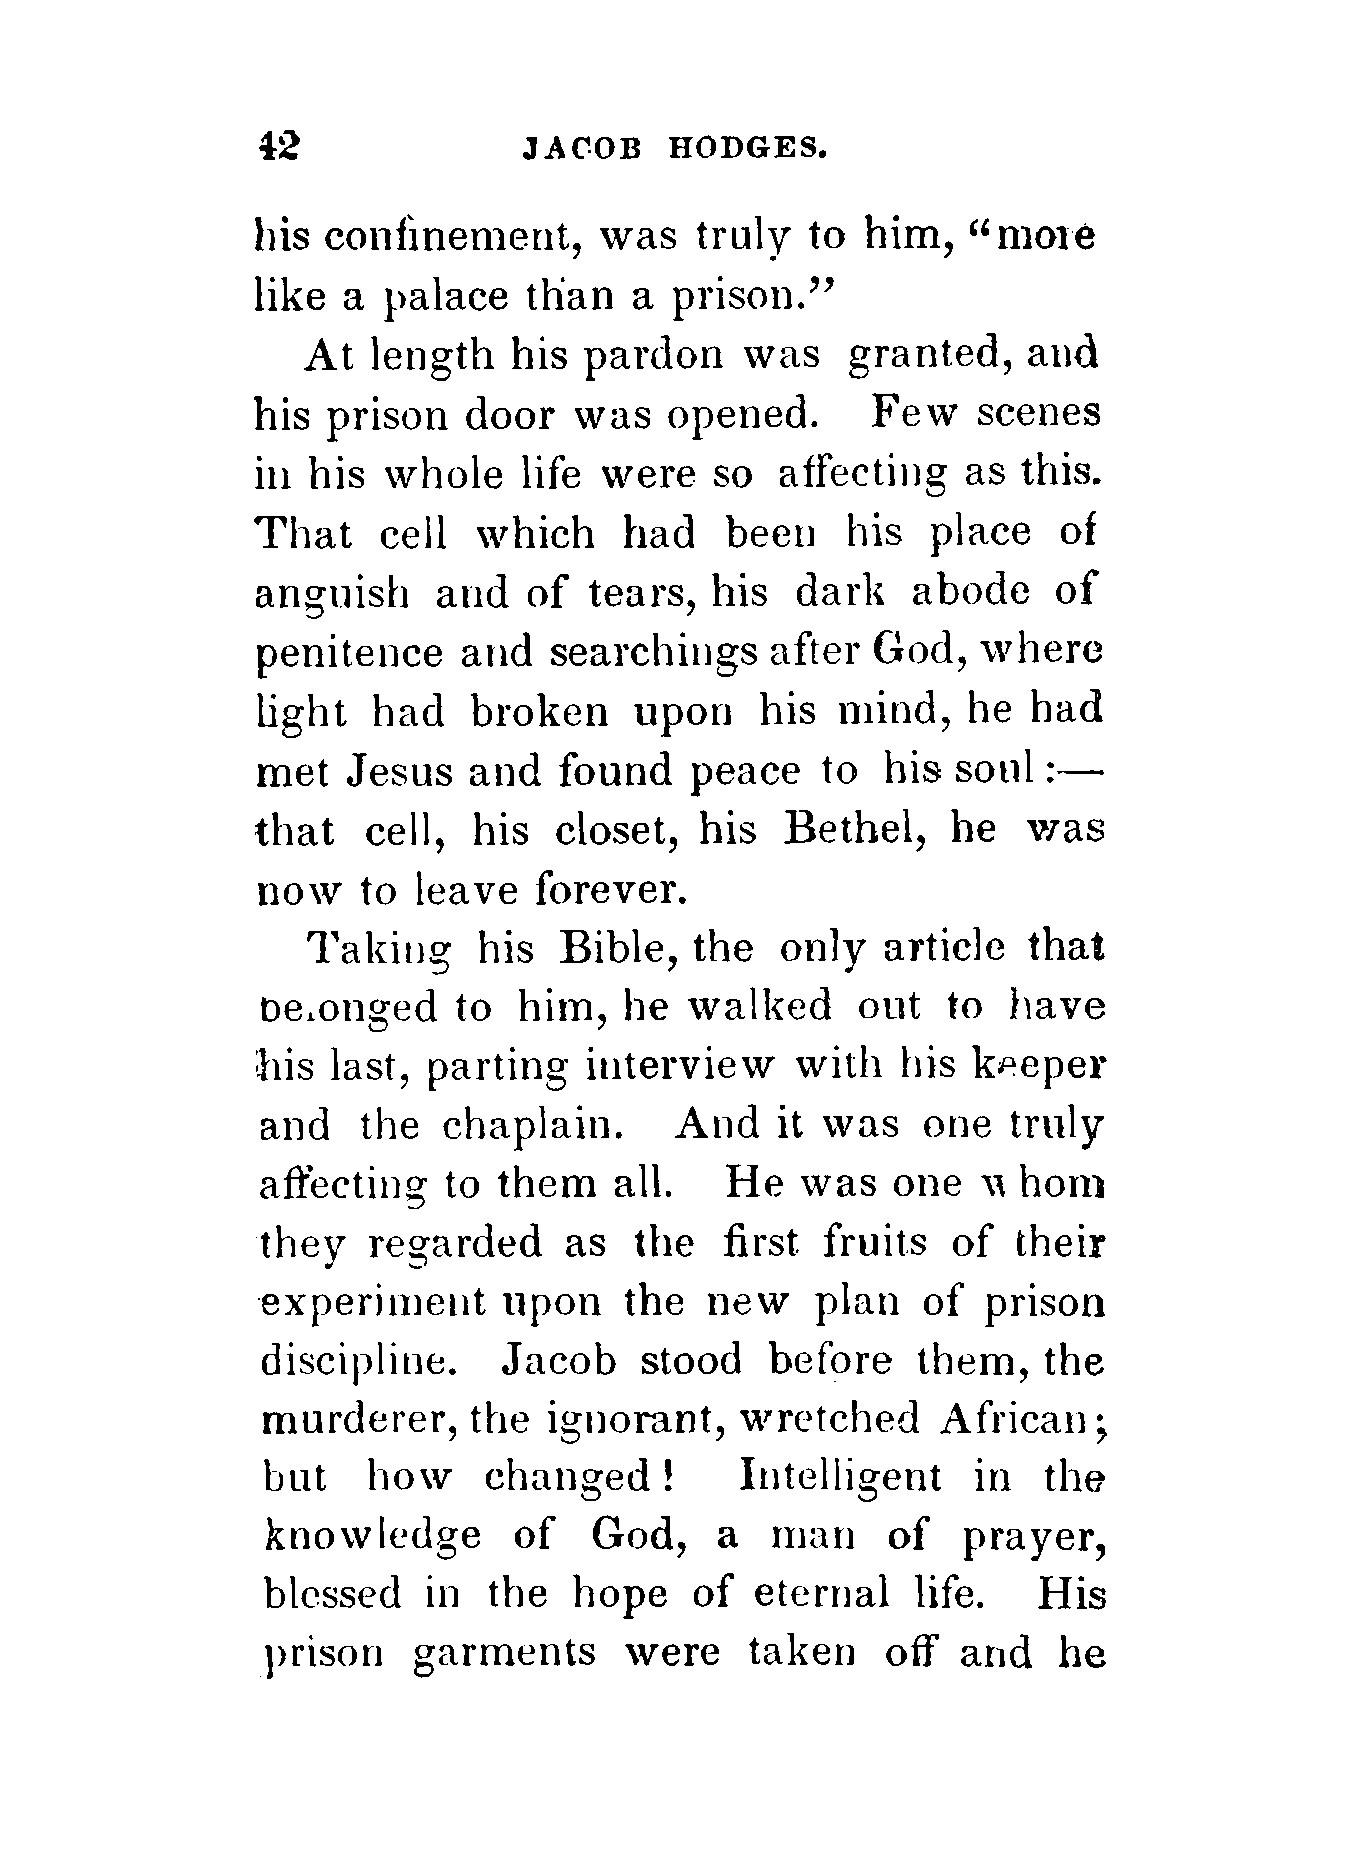 42 JACOB HODGES.
his confinement, was truly to him, “more
like a palace than a prison.”
At length his pardon was granted, and
his prison door was opened. Few scenes
in his whole life were so affecting as this.
That cell which had been his place of
anguish and of tears, his dark abode of
penitence and searchings after God, where
light had broken upon his mind, he had
met Jesus and found peace to his soul :—
that cell, his closet, his Bethel, he was
now to leave forever.
Taking his Bible, the only article that
belonged to him, he walked out to have
his last, parting interview with his keeper
and the chaplain. And it was one truly
affecting to them all. He was one whom
they regarded as the first fruits of their
experiment upon the new plan of prison
discipline. Jacob stood before them, the
murderer, the ignorant, wretched African;
but how changed! Intelligent in the
knowledge of God, a man of prayer,
blessed in the hope of eternal life. His
prison garments were taken off and he